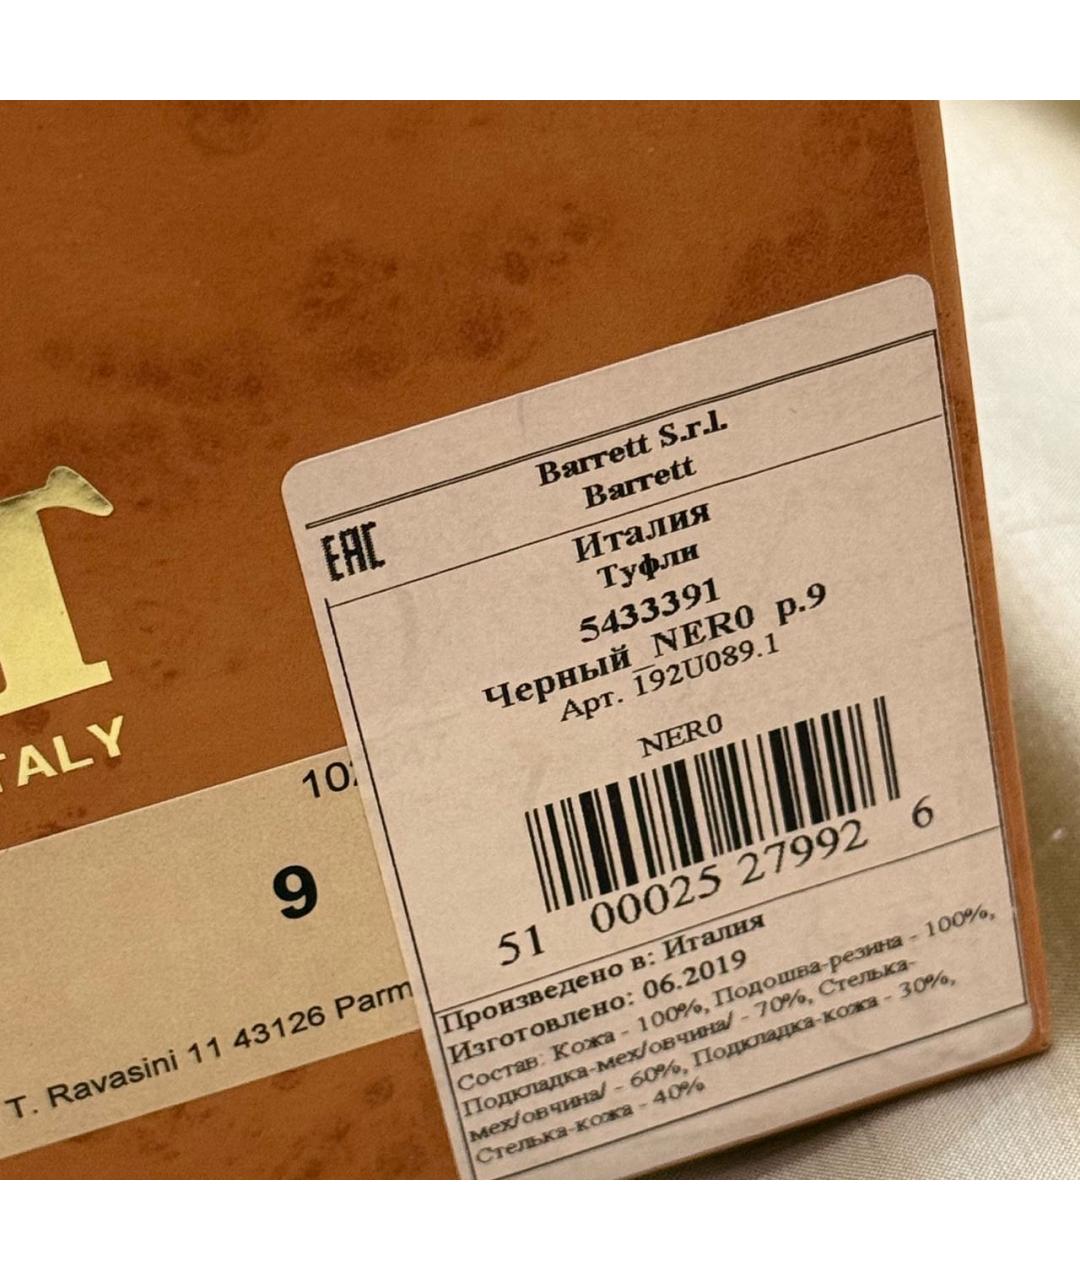 T
TALY
102
9
T. Ravasini 11 43126 Parm
Barrett S.r.l.
Barrett
EAC
Италия
Туфли
5433391
Черный_NER0 р.9
Арт. 192U089.1
NER0
51 00025 27992 6
Произведено в: Италия
Изготовлено: 06.2019
Состав: Кожа - 100%, Подошва-резина - 100%,
Подкладка-мех/овчина/ - 70%, Стелька-
мех/овчина/ - 60%, Подкладка-кожа - 30%,
Стелька-кожа - 40%